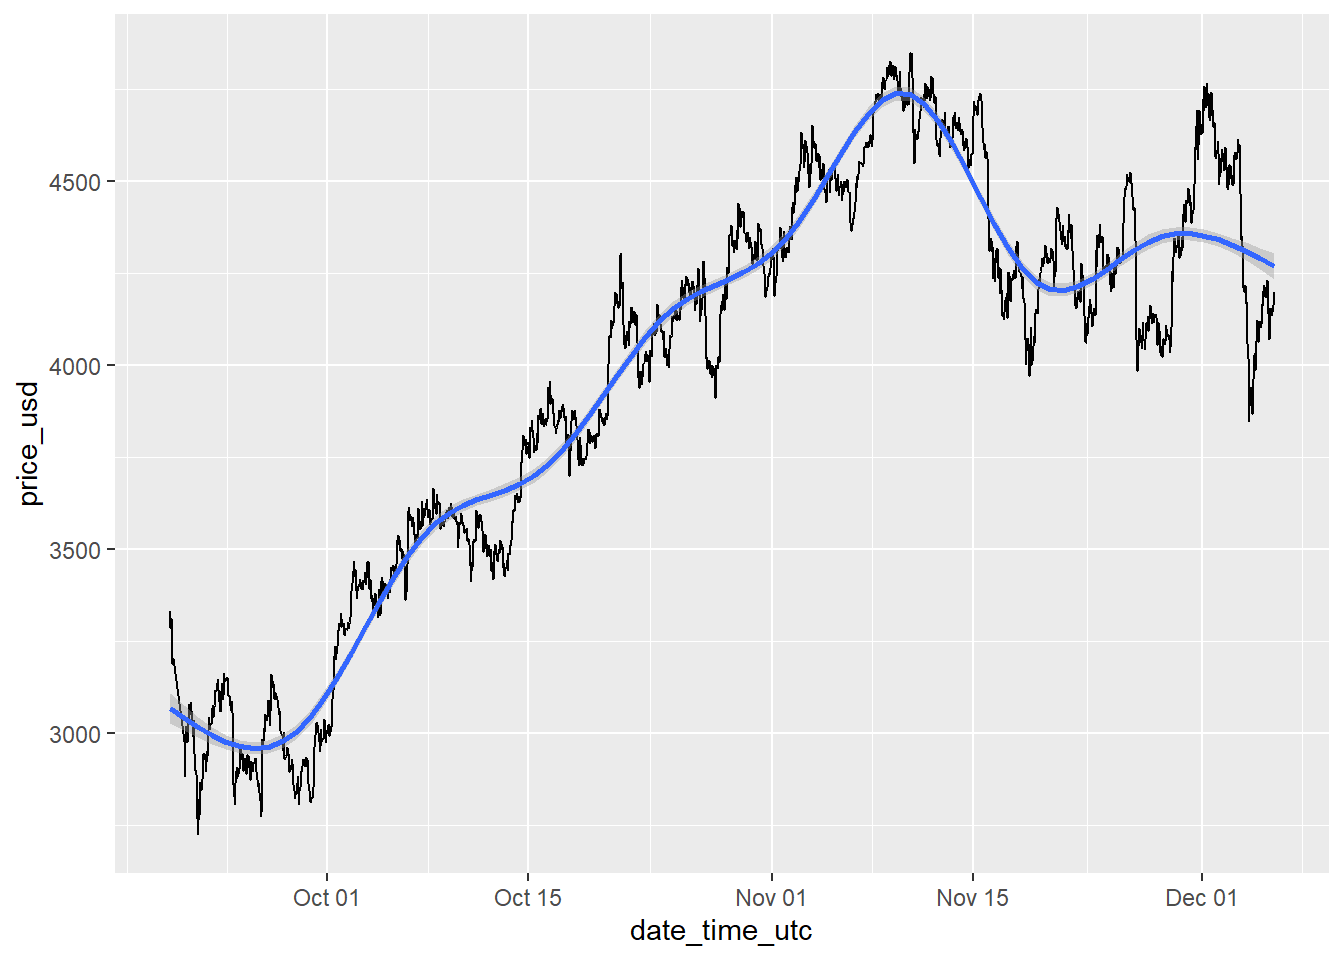 4500
4000
3500
3000
price_usd
Oct 01
Oct 15
Nov 01
Nov 15
Dec 01
date_time_utc